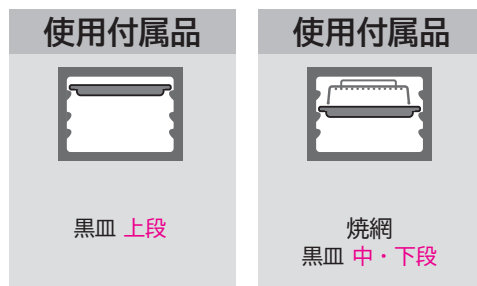 使用付属品
黒皿 上段
使用付属品
焼網
黒皿 中・下段